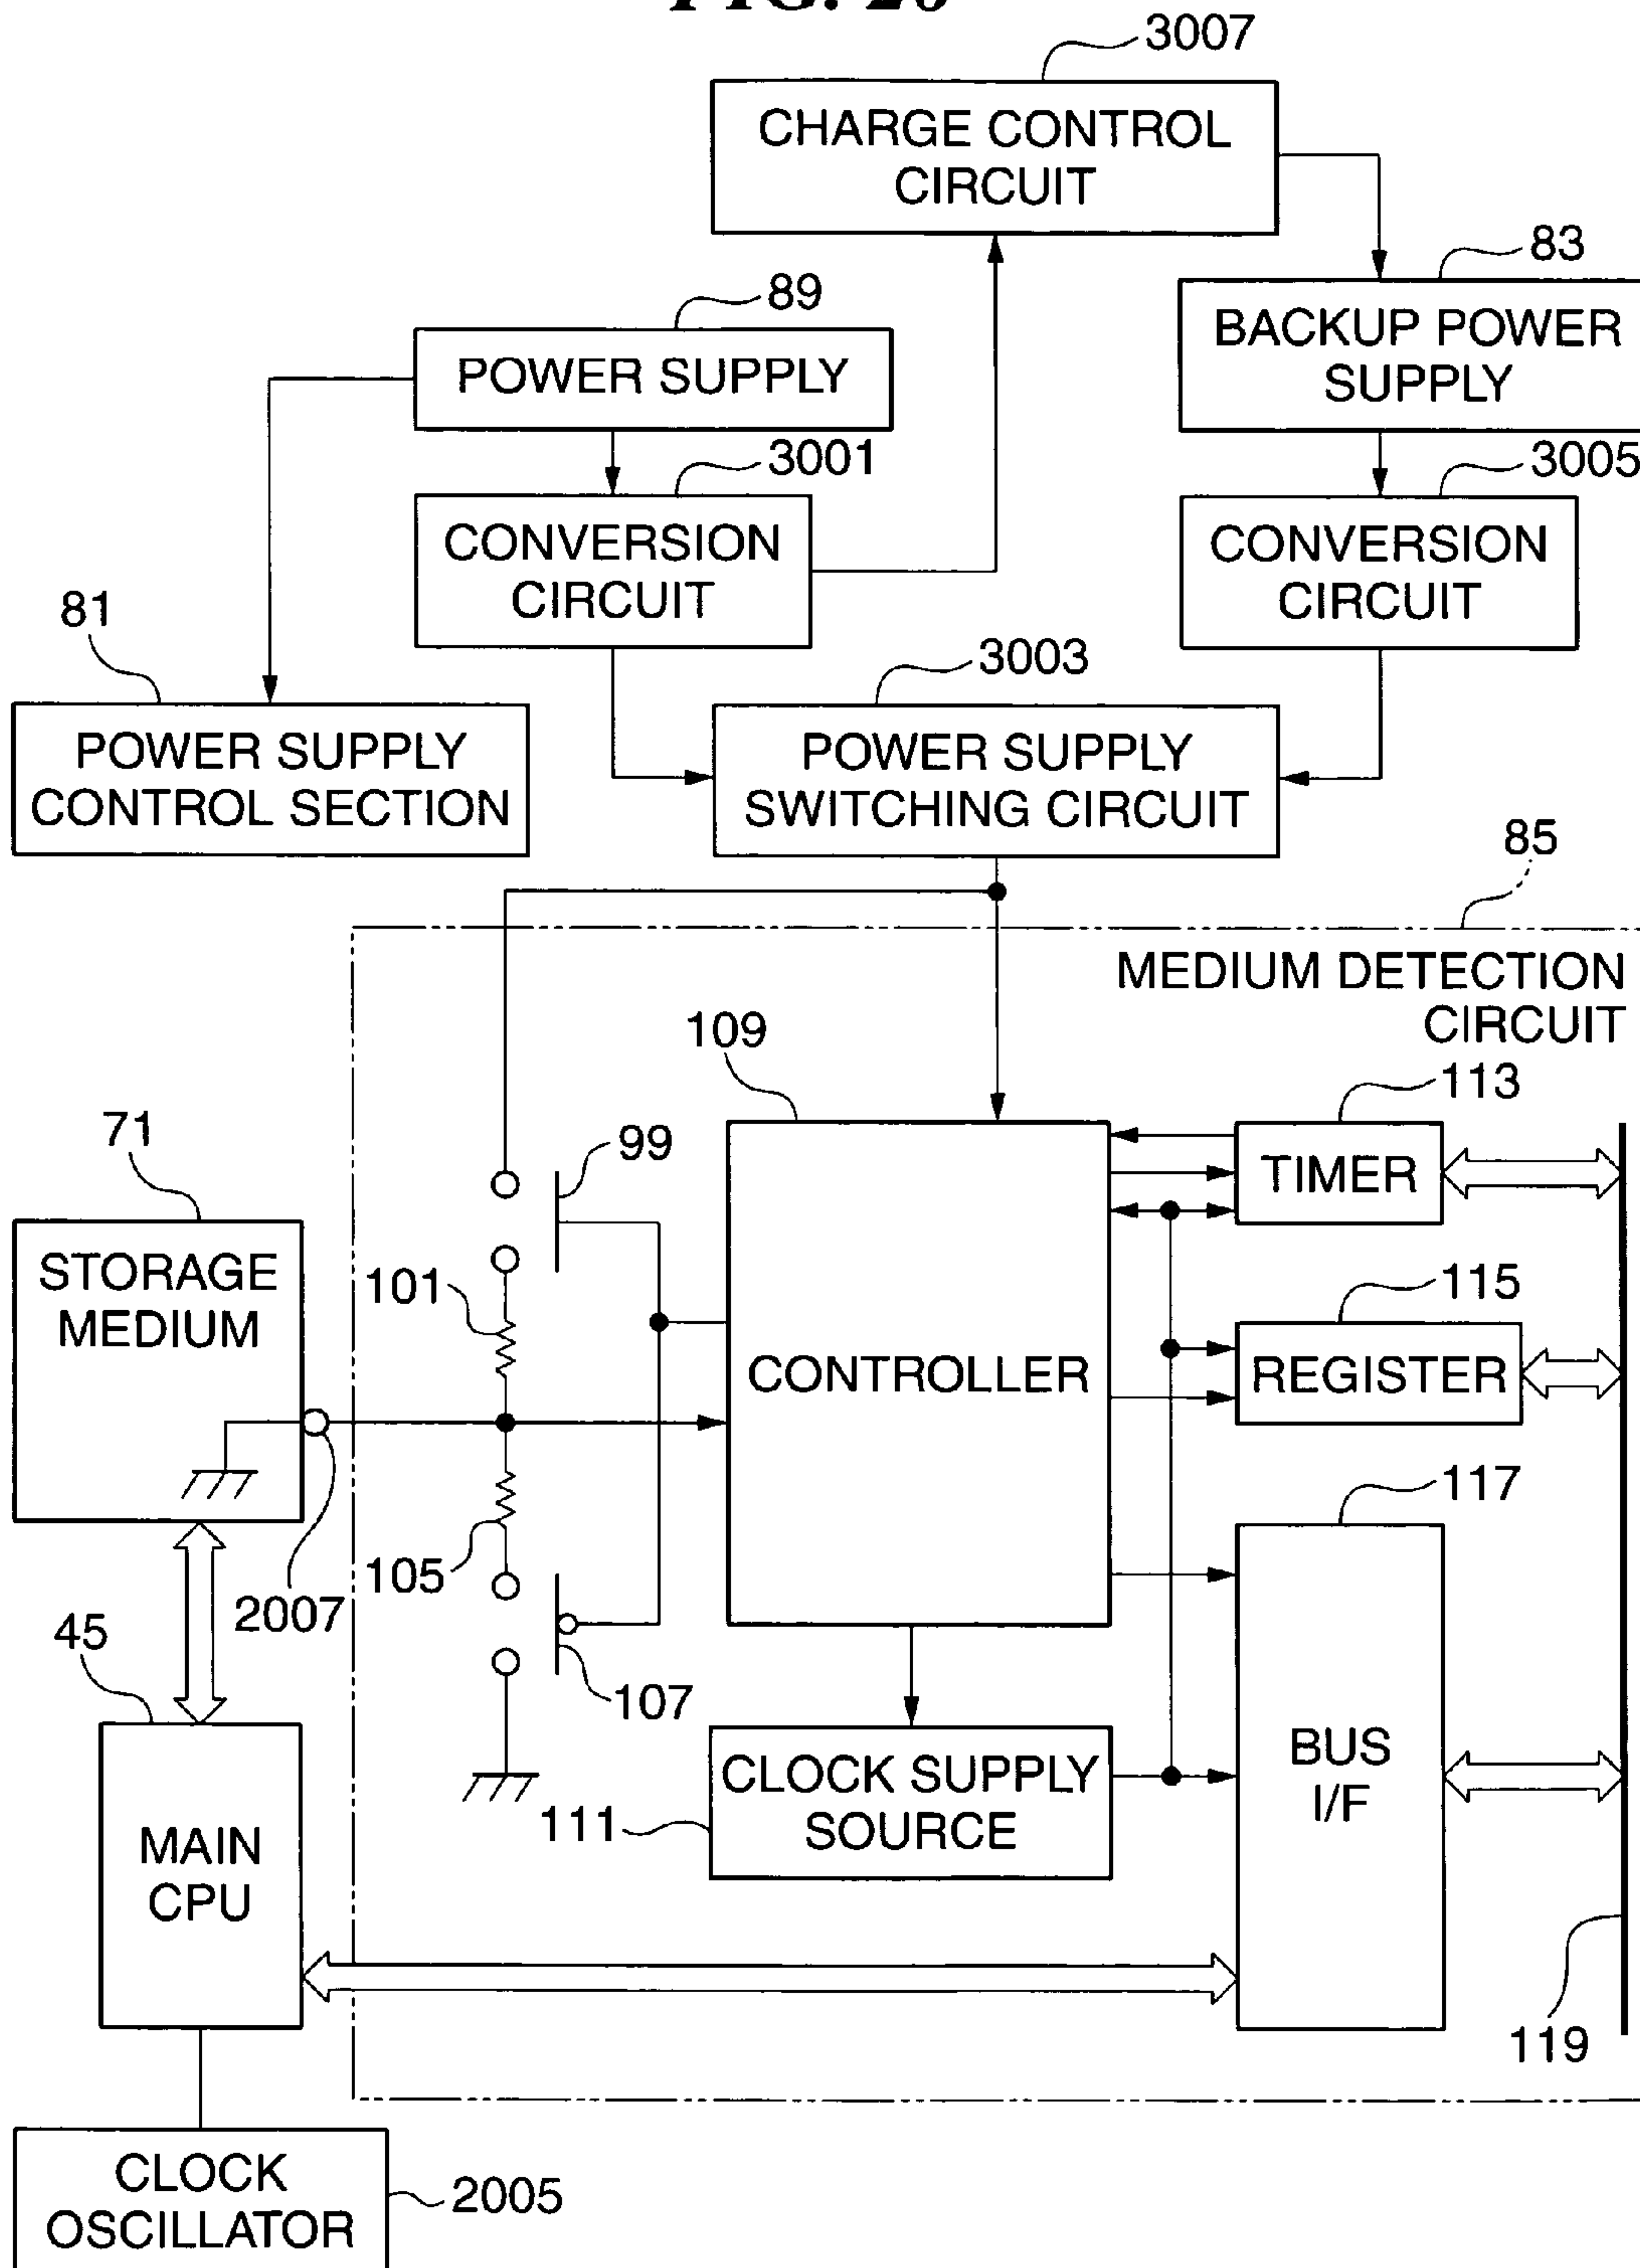 3007
CHARGE CONTROL
CIRCUIT
83
89
BACKUP POWER
SUPPLY
POWER SUPPLY
3001
3005
CONVERSION
CIRCUIT
CONVERSION
CIRCUIT
81
3003
POWER SUPPLY
CONTROL SECTION
POWER SUPPLY
SWITCHING CIRCUIT
85
MEDIUM DETECTION
CIRCUIT
109
113
71
99
TIMER
STORAGE
MEDIUM
101
115
CONTROLLER
REGISTER
117
105
2007
45
107
CLOCK SUPPLY
SOURCE
BUS
I/F
111
MAIN
CPU
119
CLOCK
OSCILLATOR
2005